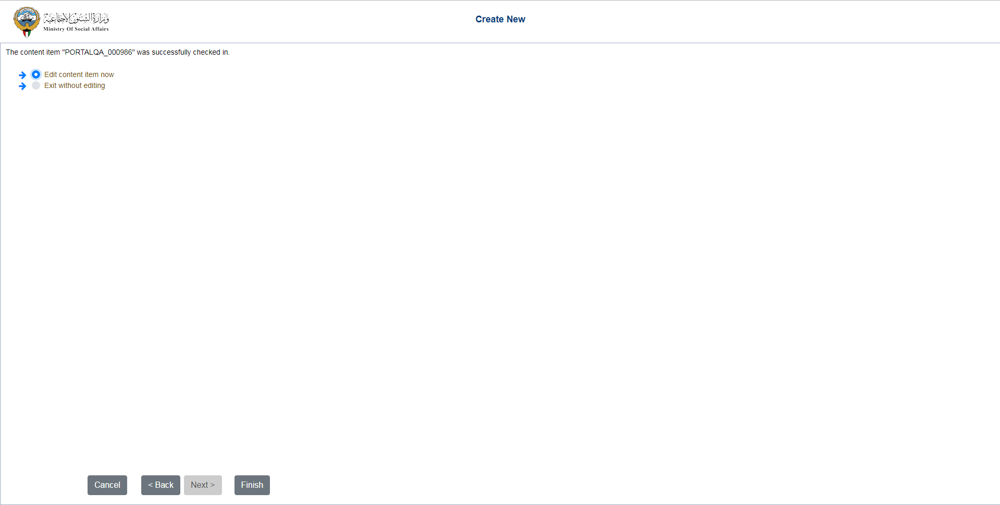 وزارة الشئون الاجتماعية
Ministry Of Social Affairs
Create New
The content item "PORTALQA_000986" was successfully checked in.
Edit content item now
Exit without editing
Cancel
< Back
Next >
Finish